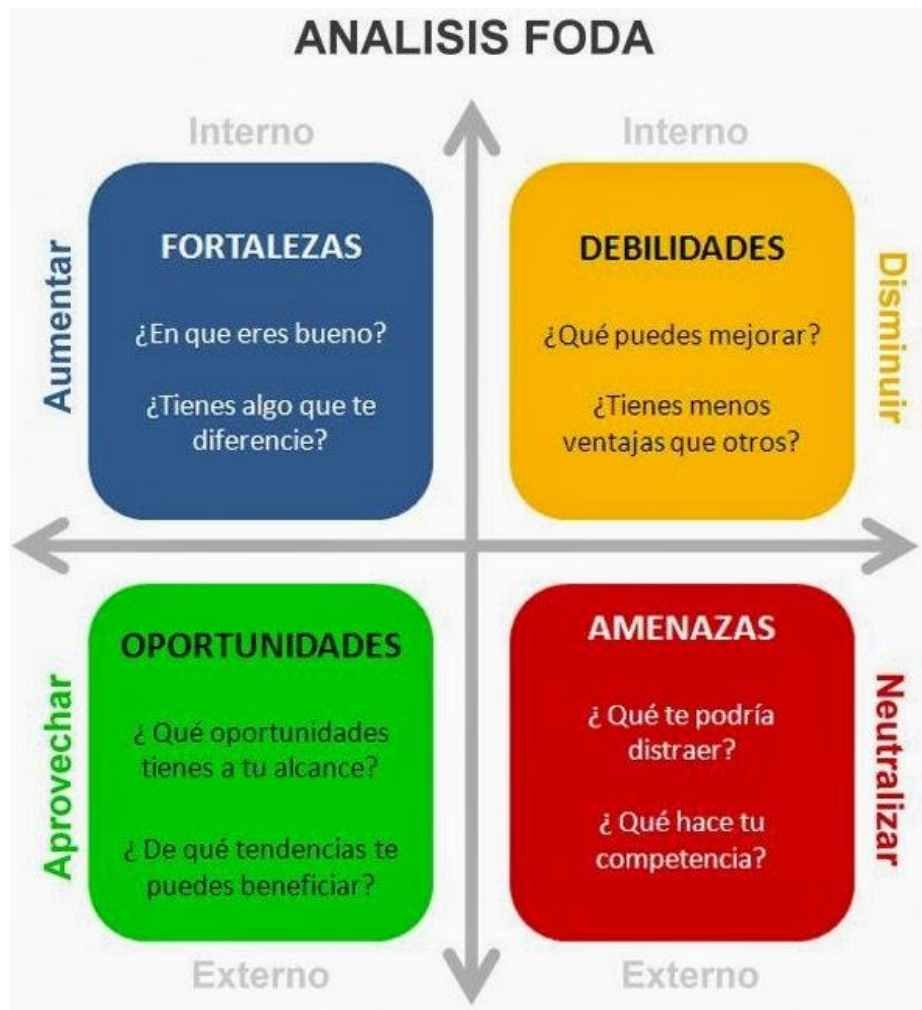 ANALISIS FODA
Interno
Interno
Aumentar
FORTALEZAS
¿En que eres bueno?
¿Tienes algo que te
diferencie?
DEBILIDADES
¿Qué puedes mejorar?
¿Tienes menos
ventajas que otros?
Disminuir
Aprovechar
OPORTUNIDADES
¿ Qué oportunidades
tienes a tu alcance?
¿ De qué tendencias te
puedes beneficiar?
AMENAZAS
¿ Qué te podría
distraer?
¿ Qué hace tu
competencia?
Neutralizar
Externo
Externo